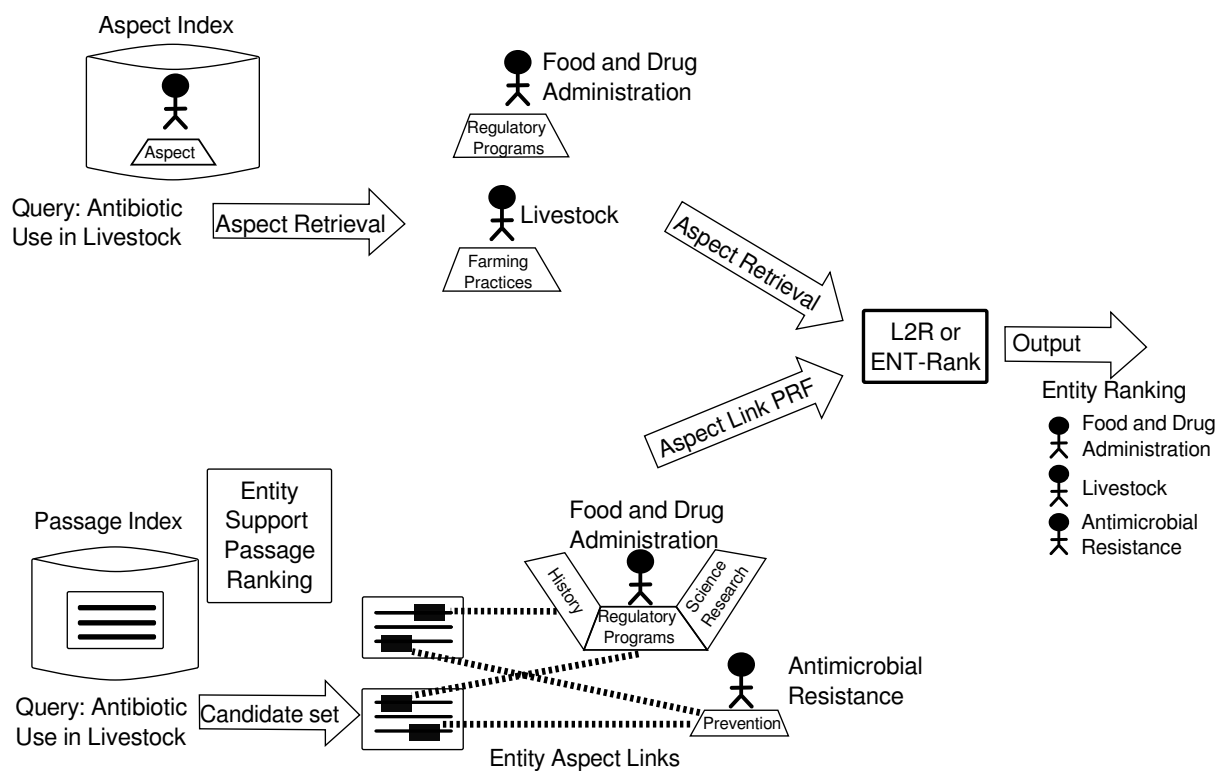 Aspect Index
Aspect
Query: Antibiotic
Use in Livestock
Aspect Retrieval
Food and Drug
Administration
Regulatory
Programs
Livestock
Farming
Practices
Aspect Retrieval
Aspect Link PRF
L2R or
ENT-Rank
Output
Entity Ranking
Food and Drug
Administration
Livestock
Antimicrobial
Resistance
Passage Index
Entity
Support
Passage
Ranking
Query: Antibiotic
Use in Livestock
Candidate set
Food and Drug
Administration
History
Regulatory
Programs
Science
Research
Antimicrobial
Resistance
Prevention
Entity Aspect Links